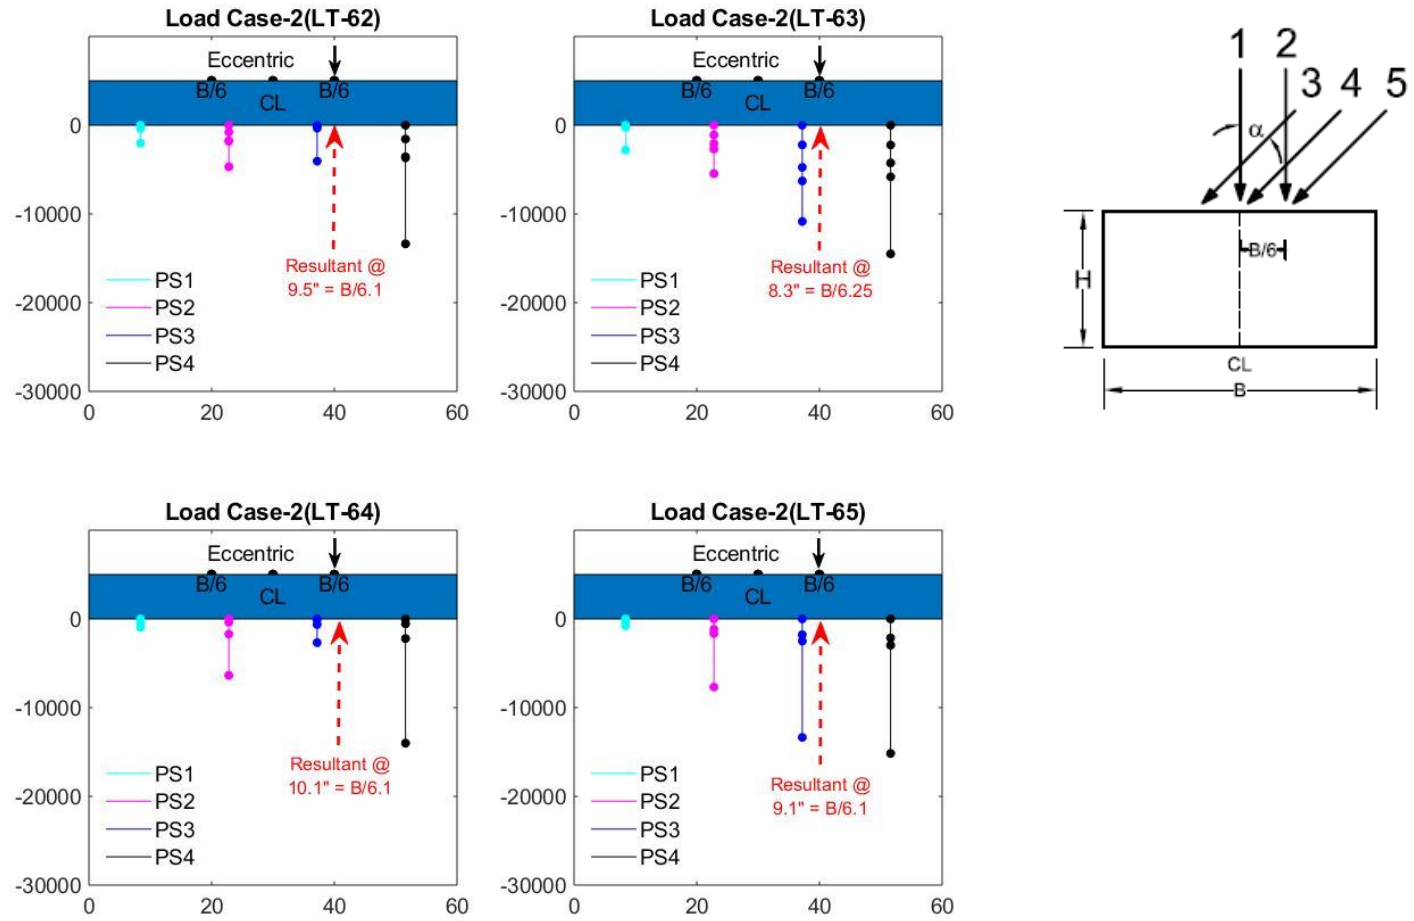 Load Case-2(LT-62)
Eccentric
B/6
CL
B/6
0
-10000
-20000
-30000
Resultant @
9.5" = B/6.1
PS1
PS2
PS3
PS4
0 20 40 60
Load Case-2(LT-63)
Eccentric
B/6
CL
B/6
0
-10000
-20000
-30000
Resultant @
8.3" = B/6.25
PS1
PS2
PS3
PS4
0 20 40 60
1 2
3 4 5
α
B/6
H
CL
B
Load Case-2(LT-64)
Eccentric
B/6
CL
B/6
0
-10000
-20000
-30000
Resultant @
10.1" = B/6.1
PS1
PS2
PS3
PS4
0 20 40 60
Load Case-2(LT-65)
Eccentric
B/6
CL
B/6
0
-10000
-20000
-30000
Resultant @
9.1" = B/6.1
PS1
PS2
PS3
PS4
0 20 40 60